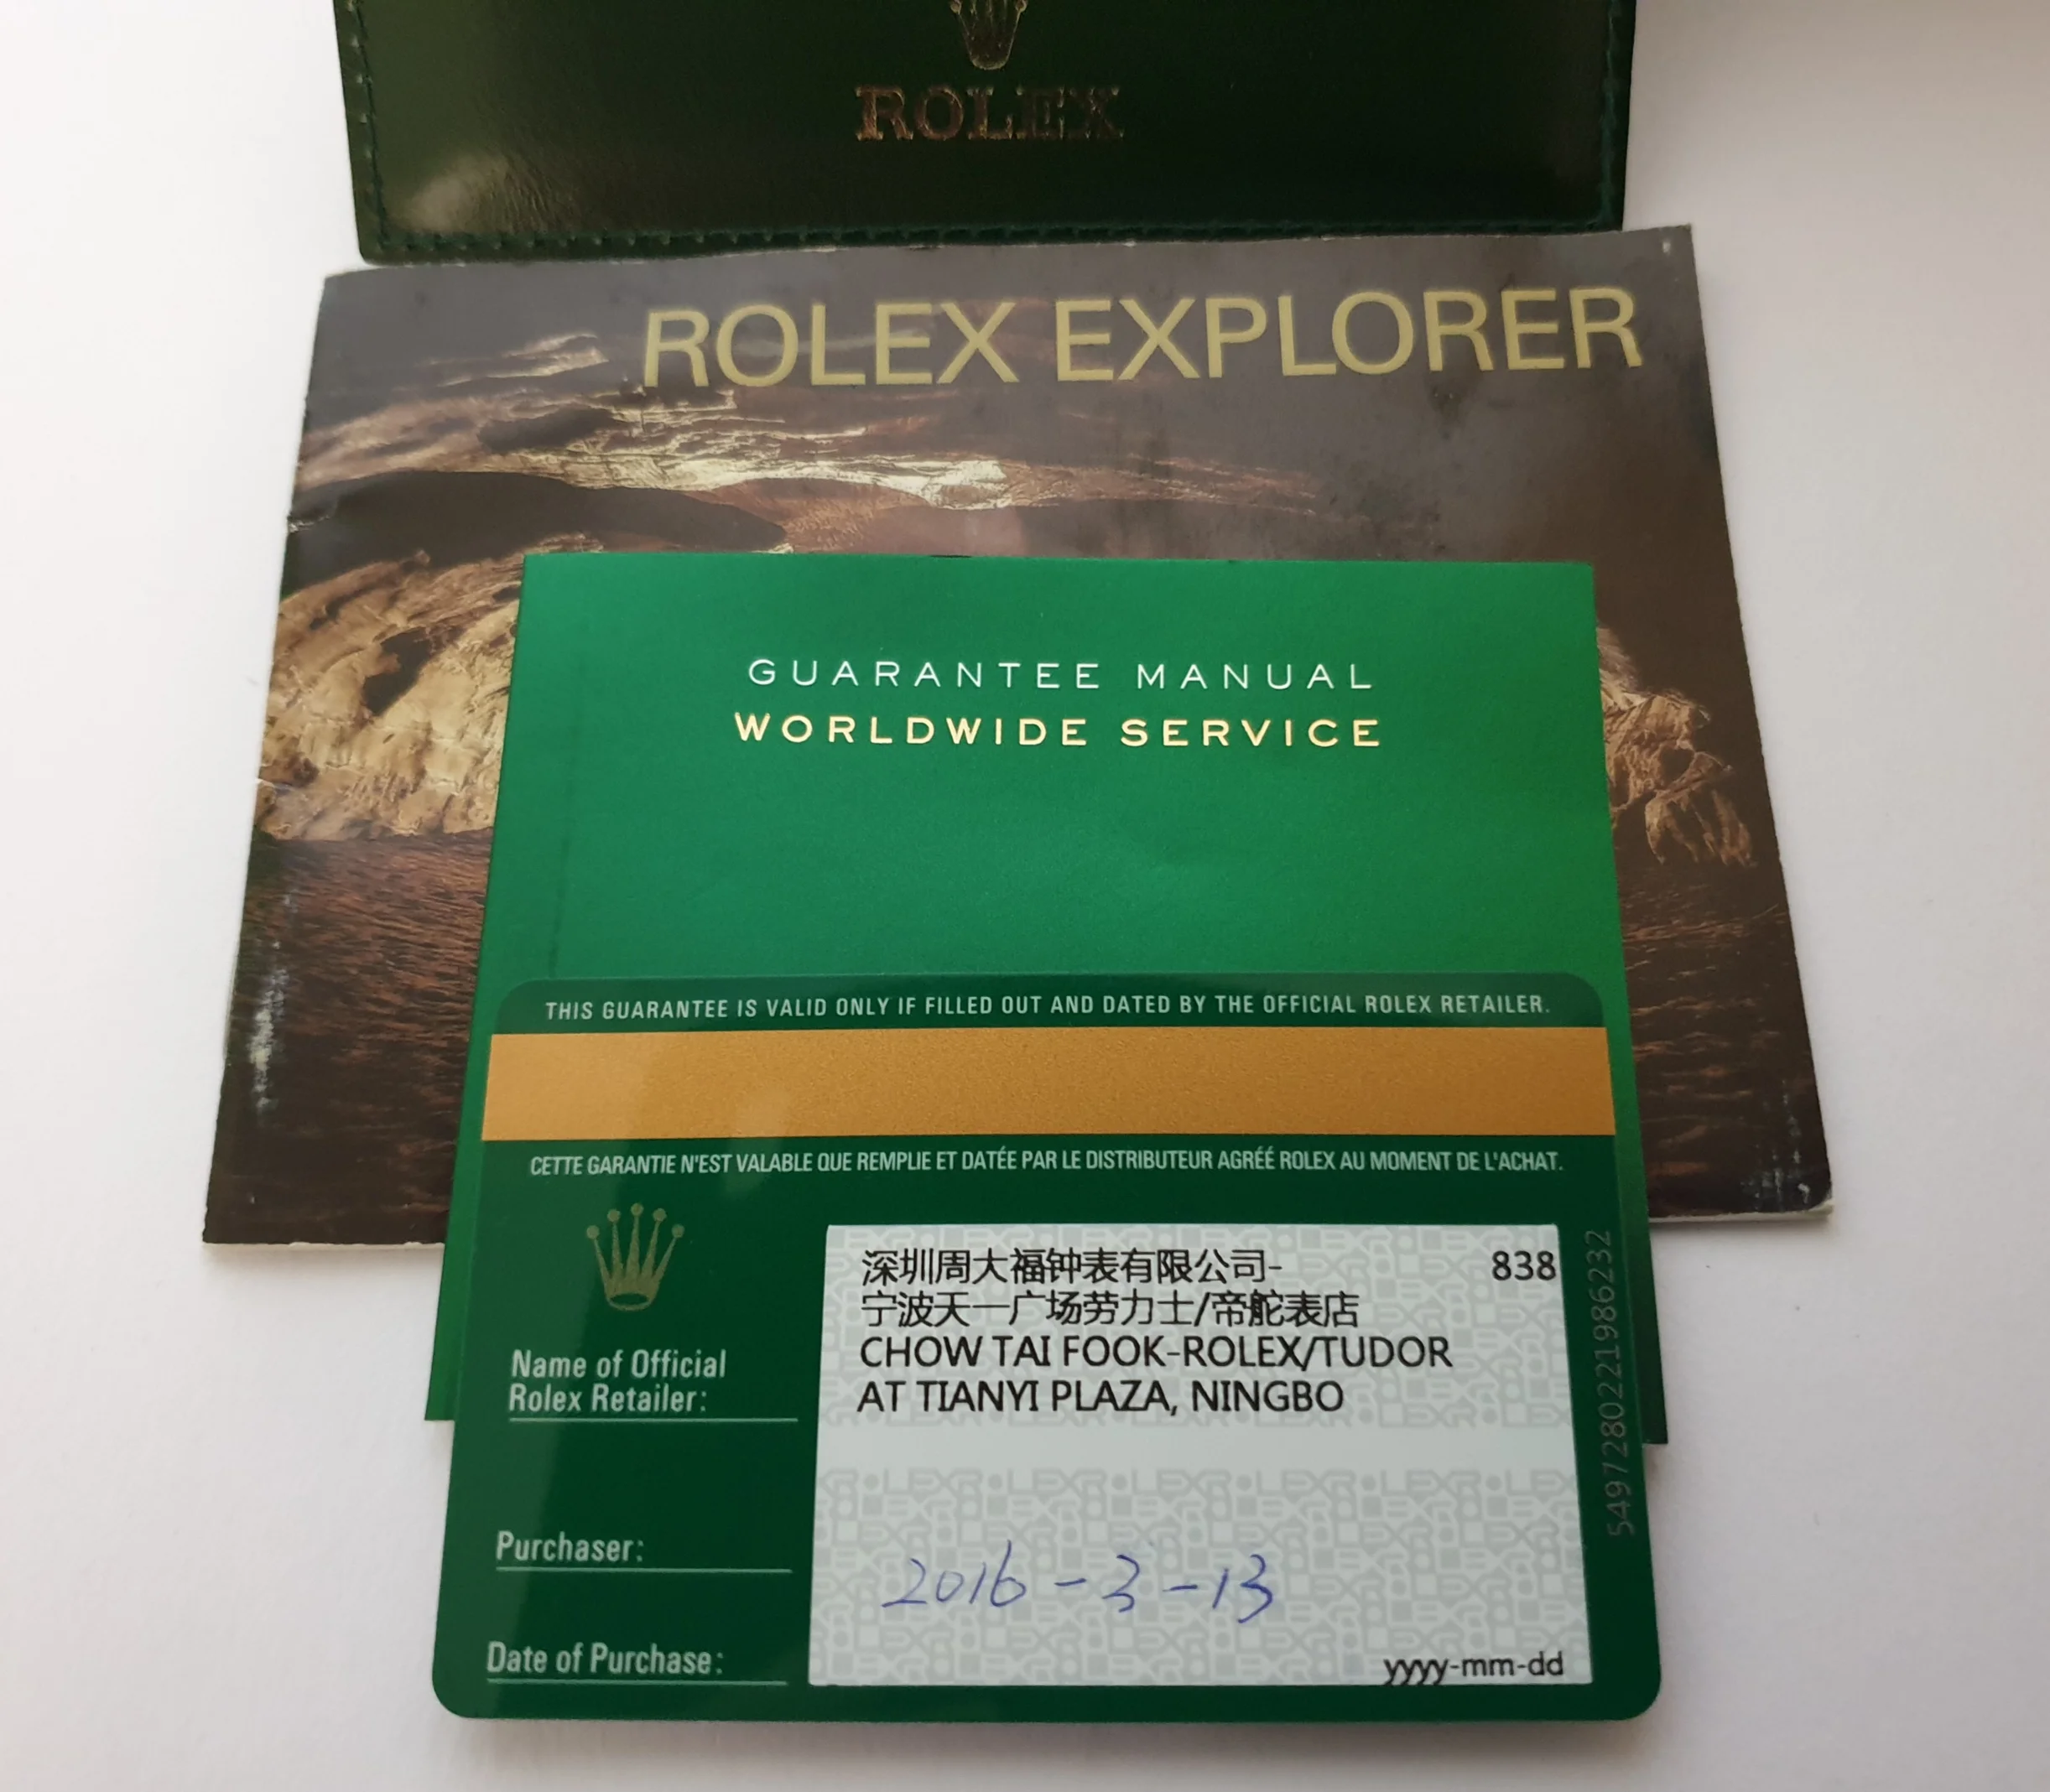 ROLEX
ROLEX EXPLORER
GUARANTEE MANUAL
WORLDWIDE SERVICE
THIS GUARANTEE IS VALID ONLY IF FILLED OUT AND DATED BY THE OFFICIAL ROLEX RETAILER.
CETTE GARANTIE N'EST VALABLE QUE REMPLIE ET DATÉE PAR LE DISTRIBUTEUR AGRÉÉ ROLEX AU MOMENT DE L'ACHAT.
深圳周大福钟表有限公司- 838
宁波天一广场劳力士/帝舵表店
CHOW TAI FOOK-ROLEX/TUDOR
AT TIANYI PLAZA, NINGBO
Name of Official
Rolex Retailer:
Purchaser:
2016-3-13
Date of Purchase:
yyyy-mm-dd
5497280221986232